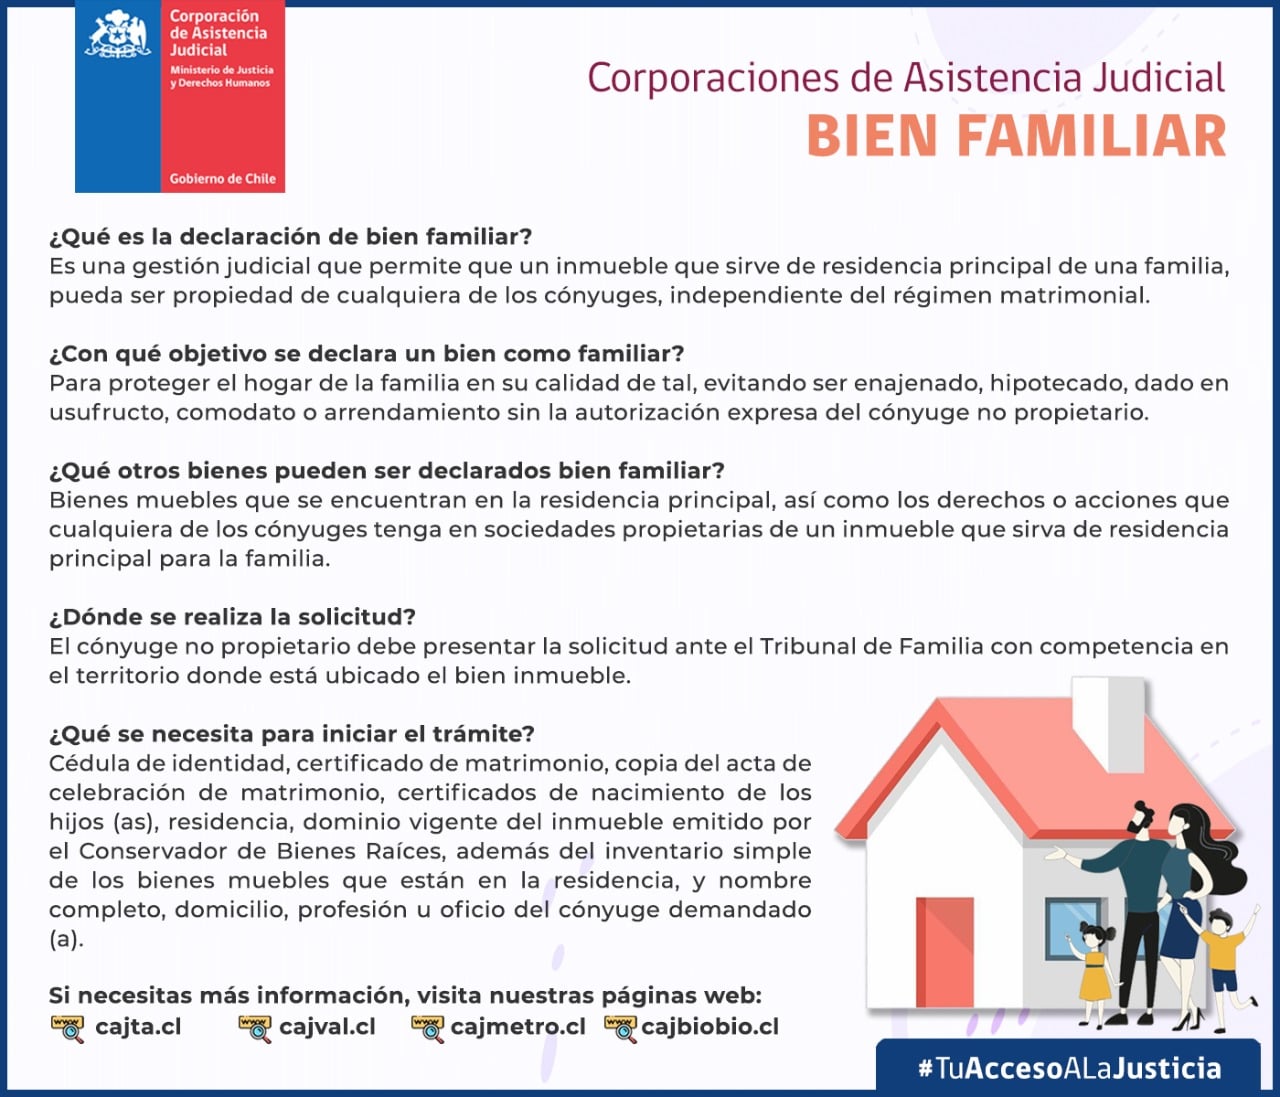 Corporación
de Asistencia
Judicial
Ministerio de Justicia
y Derechos Humanos
Gobierno de Chile
Corporaciones de Asistencia Judicial
BIEN FAMILIAR
¿Qué es la declaración de bien familiar?
Es una gestión judicial que permite que un inmueble que sirve de residencia principal de una familia,
pueda ser propiedad de cualquiera de los cónyuges, independiente del régimen matrimonial.
¿Con qué objetivo se declara un bien como familiar?
Para proteger el hogar de la familia en su calidad de tal, evitando ser enajenado, hipotecado, dado en
usufructo, comodato o arrendamiento sin la autorización expresa del cónyuge no propietario.
¿Qué otros bienes pueden ser declarados bien familiar?
Bienes muebles que se encuentran en la residencia principal, así como los derechos o acciones que
cualquiera de los cónyuges tenga en sociedades propietarias de un inmueble que sirva de residencia
principal para la familia.
¿Dónde se realiza la solicitud?
El cónyuge no propietario debe presentar la solicitud ante el Tribunal de Familia con competencia en
el territorio donde está ubicado el bien inmueble.
¿Qué se necesita para iniciar el trámite?
Cédula de identidad, certificado de matrimonio, copia del acta de
celebración de matrimonio, certificados de nacimiento de los
hijos (as), residencia, dominio vigente del inmueble emitido por
el Conservador de Bienes Raíces, además del inventario simple
de los bienes muebles que están en la residencia, y nombre
completo, domicilio, profesión u oficio del cónyuge demandado
(a).
Si necesitas más información, visita nuestras páginas web:
www cajta.cl www cajval.cl www cajmetro.cl www cajbiobio.cl
#TuAccesoALaJusticia